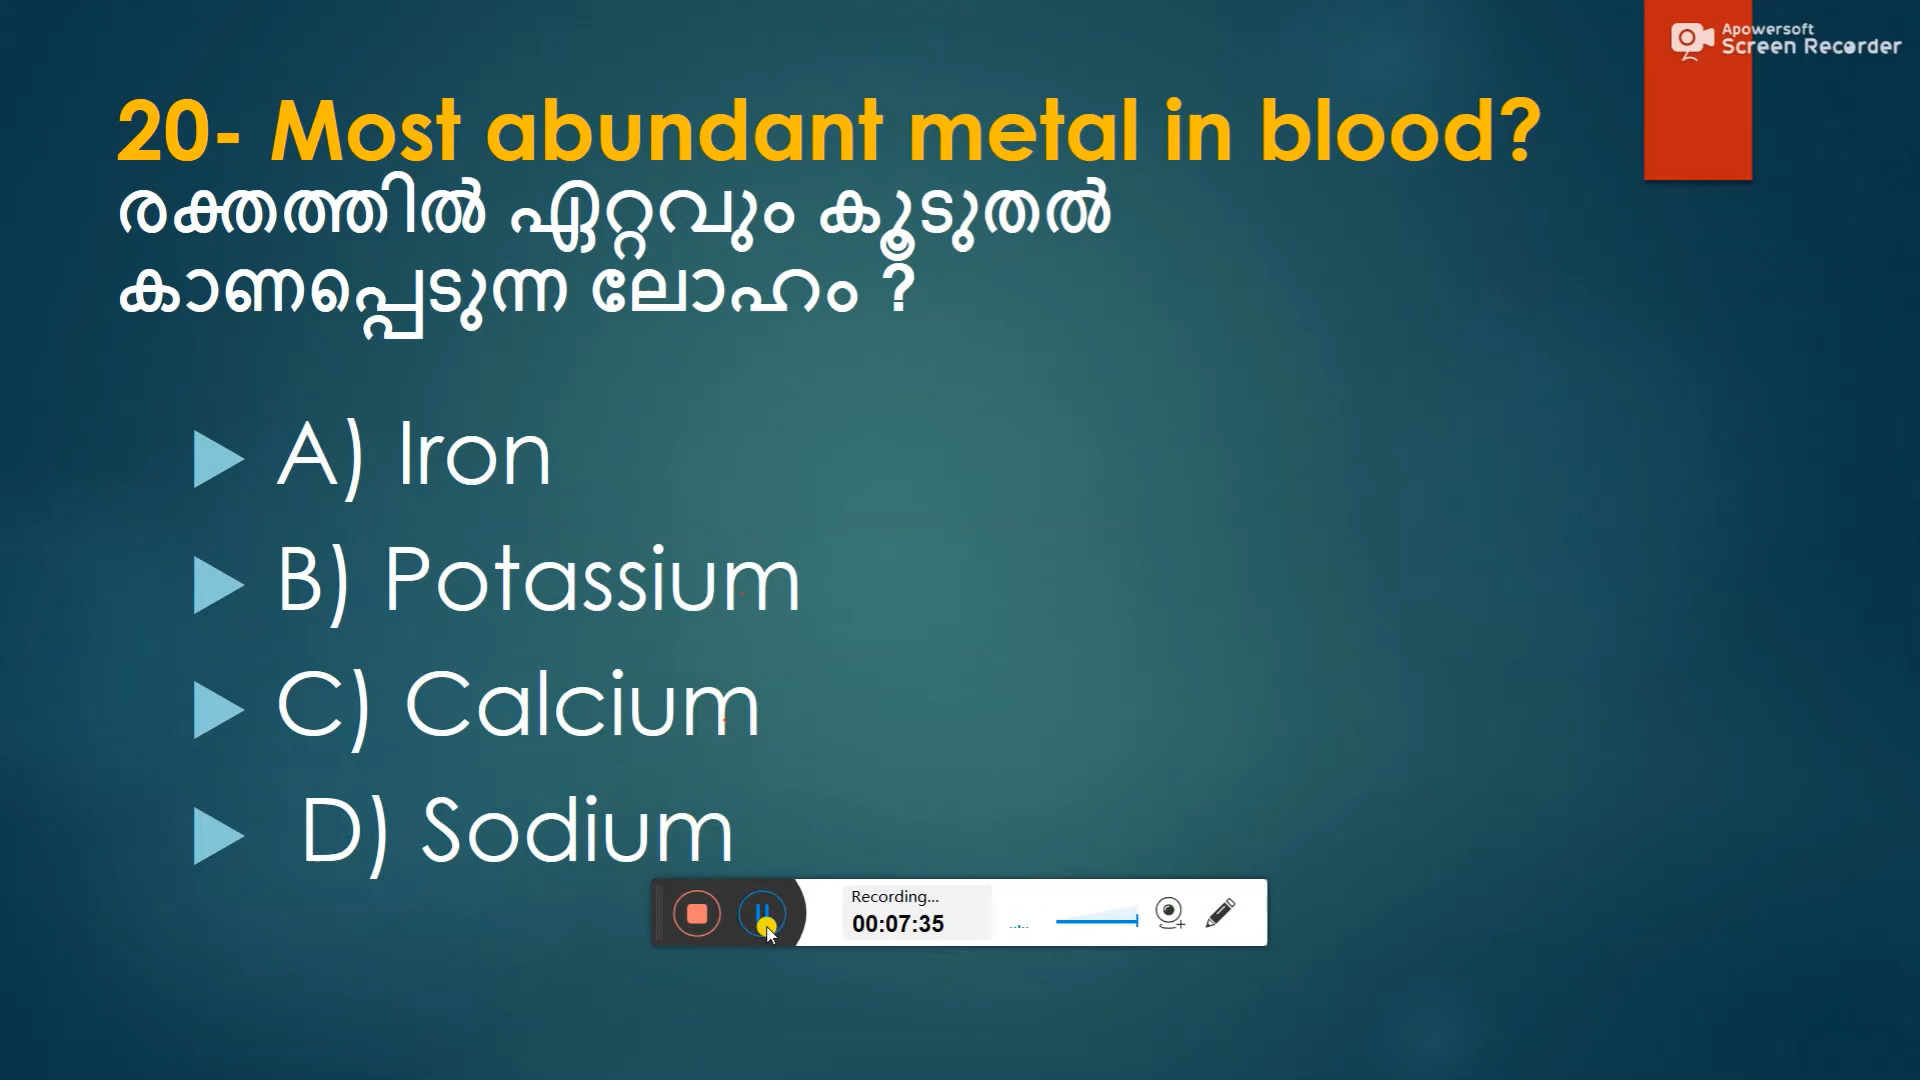 Apowersoft
Screen Recorder
20- Most abundant metal in blood?
രക്തത്തിൽ ഏറ്റവും കൂടുതൽ
കാണപ്പെടുന്ന ലോഹം ?
A) Iron
B) Potassium
C) Calcium
D) Sodium
Recording...
00:07:35